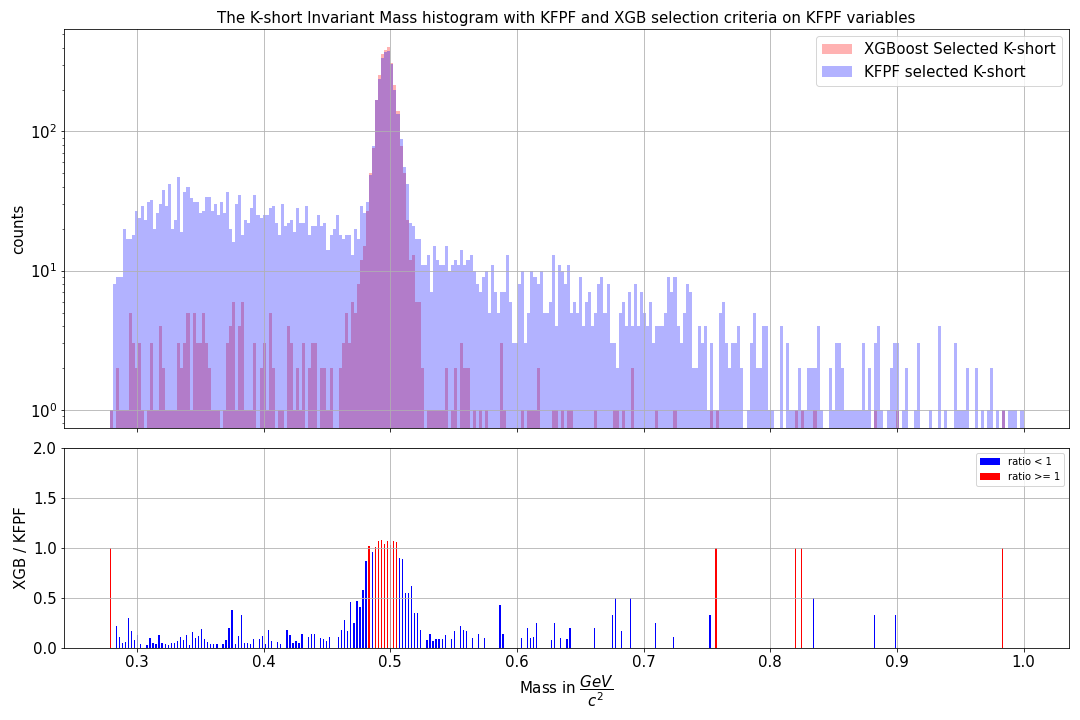 The K-short Invariant Mass histogram with KFPF and XGB selection criteria on KFPF variables
XGBoost Selected K-short
KFPF selected K-short
counts
10²
10¹
10⁰
ratio < 1
ratio >= 1
XGB / KFPF
2.0
1.5
1.0
0.5
0.0
0.3 0.4 0.5 0.6 0.7 0.8 0.9 1.0
Mass in GeV/c²